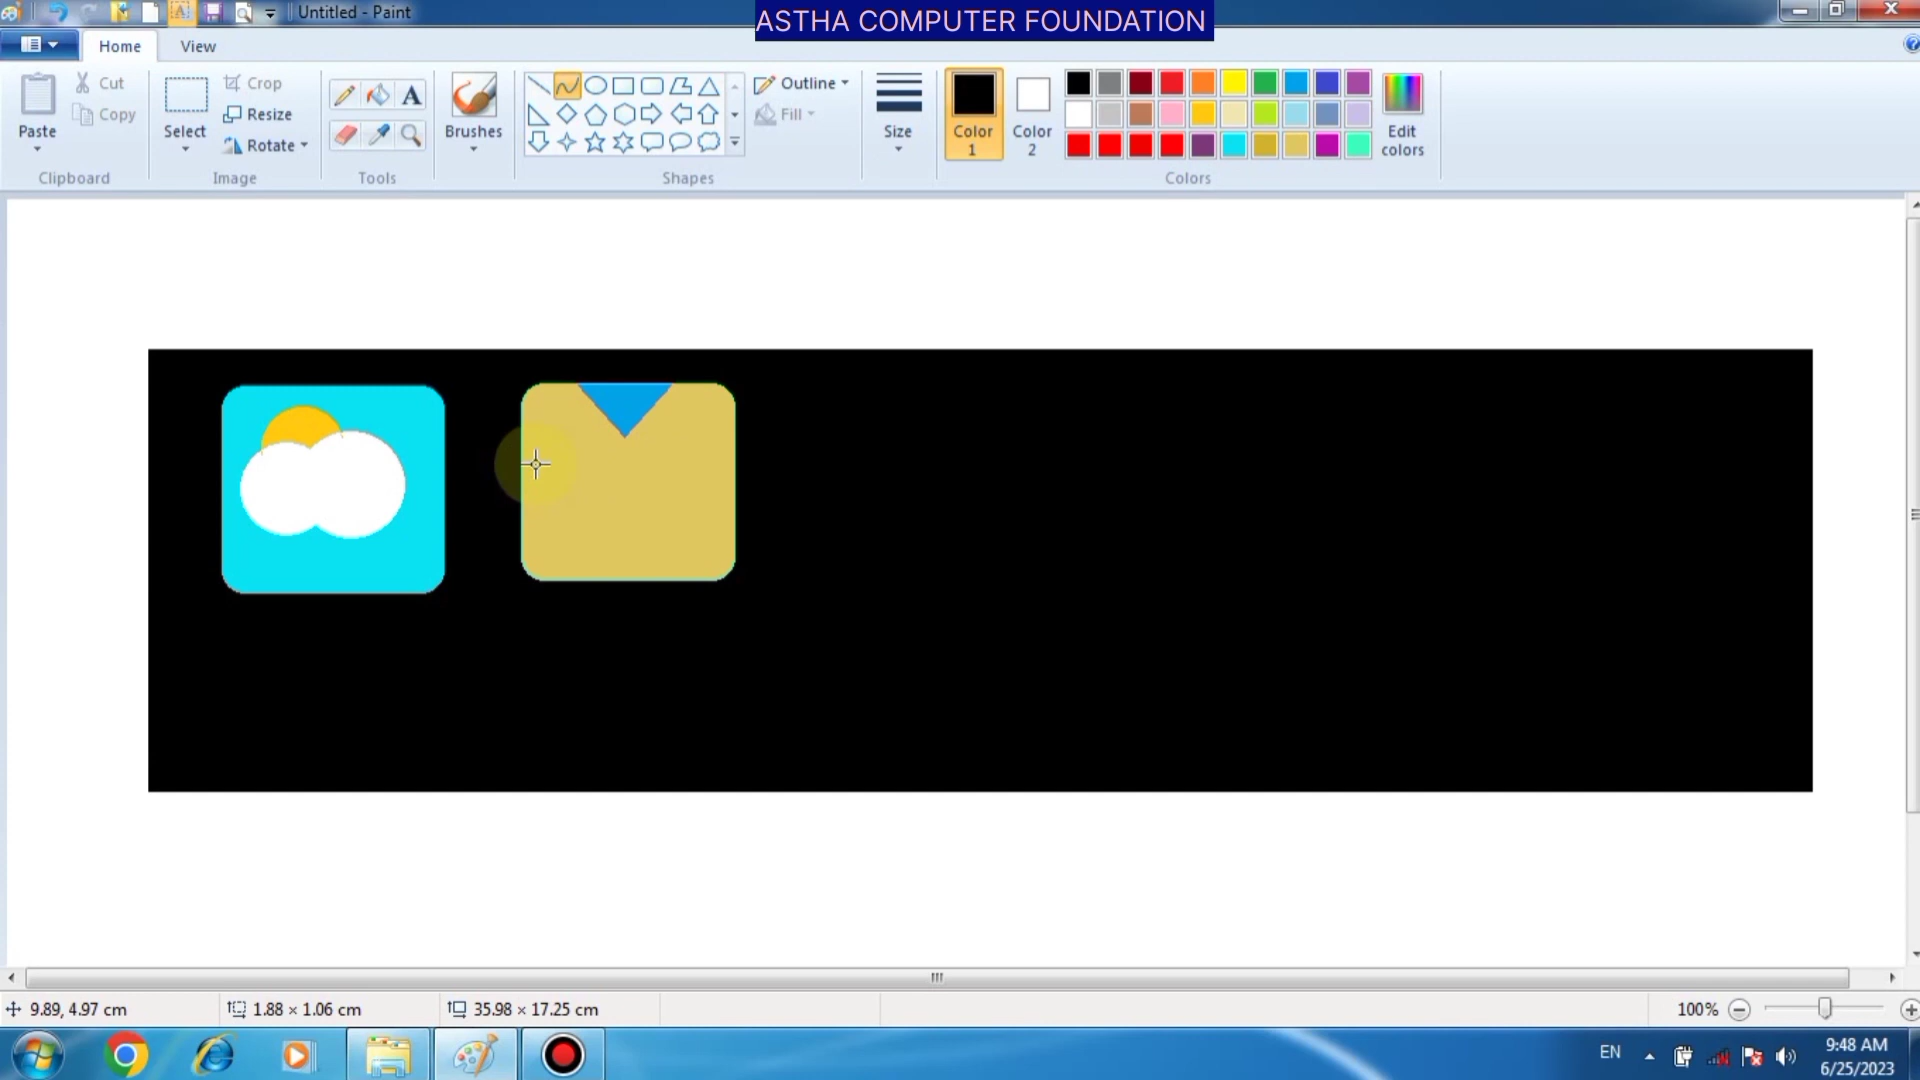 Untitled - Paint
ASTHA COMPUTER FOUNDATION
Home
View
Paste
Cut
Copy
Clipboard
Select
Crop
Resize
Rotate
Image
A
Tools
Brushes
Outline
Fill
Shapes
Size
Color
1
Color
2
Edit
colors
Colors
9.89, 4.97 cm
1.88 × 1.06 cm
35.98 × 17.25 cm
100%
EN
9:48 AM
6/25/2023